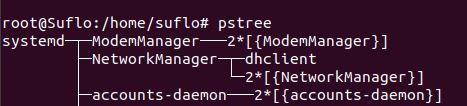 root@Suflo:/home/suflo# pstree
systemd─┬─ModemManager───2*[{ModemManager}]
        ├─NetworkManager─┬─dhclient
        │                └─2*[{NetworkManager}]
        ├─accounts-daemon───2*[{accounts-daemon}]